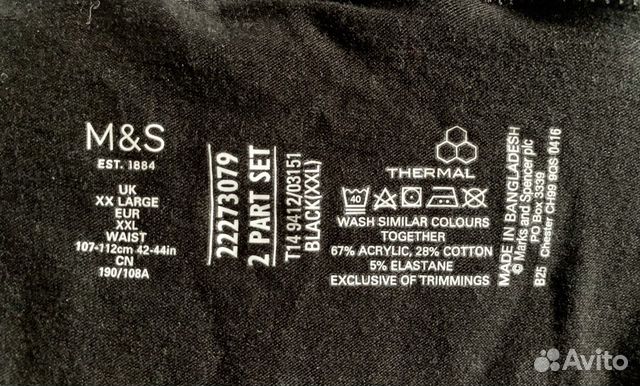 M&S
EST. 1884
UK
XX LARGE
EUR
XXL
WAIST
107-112cm 42-44in
CN
190/108A
22273079
2 PART SET
T14 9412/03151
BLACK(XXL)
THERMAL
40
WASH SIMILAR COLOURS
TOGETHER
67% ACRYLIC, 28% COTTON
5% ELASTANE
EXCLUSIVE OF TRIMMINGS
MADE IN BANGLADESH
© Marks and Spencer plc
PO Box 3339
Chester CH99 9QS 0416
B25
Avito